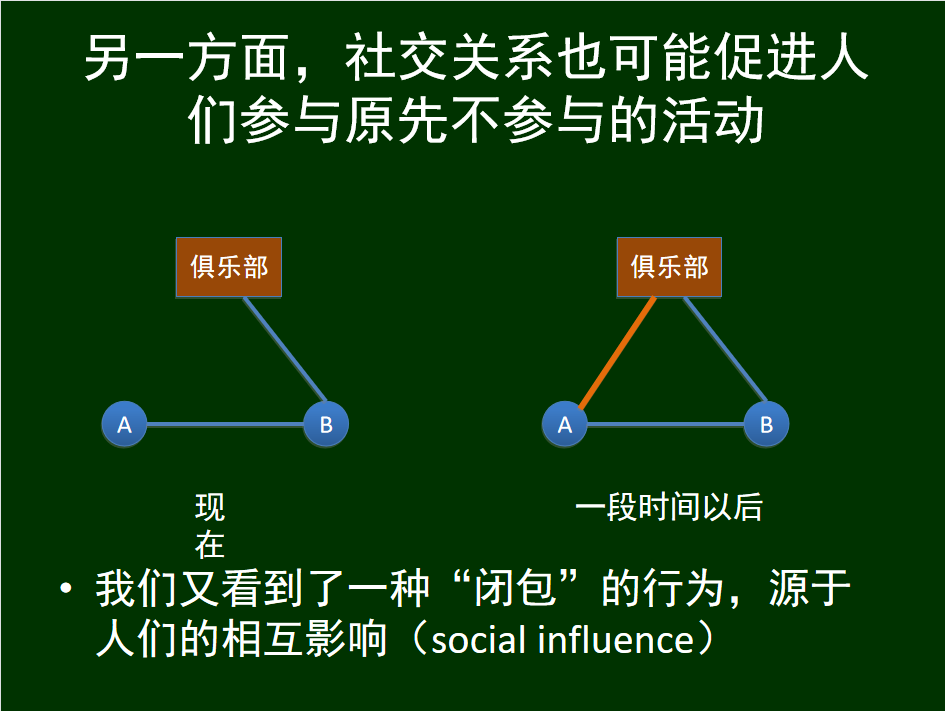 另一方面，社交关系也可能促进人
们参与原先不参与的活动
俱乐部
俱乐部
A
B
A
B
现
在
一段时间以后
• 我们又看到了一种“闭包”的行为，源于
人们的相互影响（social influence）